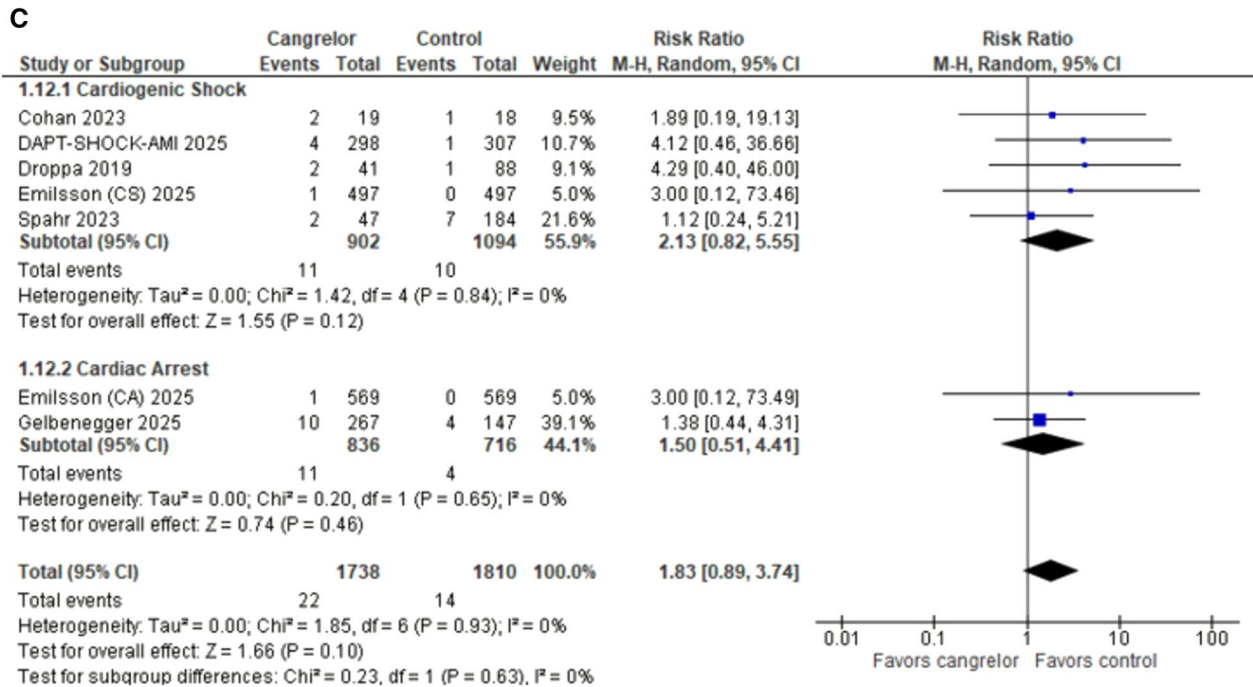 C
Cangrelor Control Risk Ratio Risk Ratio
Study or Subgroup Events Total Events Total Weight M-H, Random, 95% CI M-H, Random, 95% CI
1.12.1 Cardiogenic Shock
Cohan 2023 2 19 1 18 9.5% 1.89 [0.19, 19.13]
DAPT-SHOCK-AMI 2025 4 298 1 307 10.7% 4.12 [0.46, 36.66]
Droppa 2019 2 41 1 88 9.1% 4.29 [0.40, 46.00]
Emilsson (CS) 2025 1 497 0 497 5.0% 3.00 [0.12, 73.46]
Spahr 2023 2 47 7 184 21.6% 1.12 [0.24, 5.21]
Subtotal (95% CI) 902 1094 55.9% 2.13 [0.82, 5.55]
Total events 11 10
Heterogeneity: Tau² = 0.00; Chi² = 1.42, df = 4 (P = 0.84); I² = 0%
Test for overall effect: Z = 1.55 (P = 0.12)
1.12.2 Cardiac Arrest
Emilsson (CA) 2025 1 569 0 569 5.0% 3.00 [0.12, 73.49]
Gelbenegger 2025 10 267 4 147 39.1% 1.38 [0.44, 4.31]
Subtotal (95% CI) 836 716 44.1% 1.50 [0.51, 4.41]
Total events 11 4
Heterogeneity: Tau² = 0.00; Chi² = 0.20, df = 1 (P = 0.65); I² = 0%
Test for overall effect: Z = 0.74 (P = 0.46)
Total (95% CI) 1738 1810 100.0% 1.83 [0.89, 3.74]
Total events 22 14
Heterogeneity: Tau² = 0.00; Chi² = 1.85, df = 6 (P = 0.93); I² = 0%
Test for overall effect: Z = 1.66 (P = 0.10)
Test for subgroup differences: Chi² = 0.23, df = 1 (P = 0.63), I² = 0%
0.01 0.1 1 10 100
Favors cangrelor Favors control